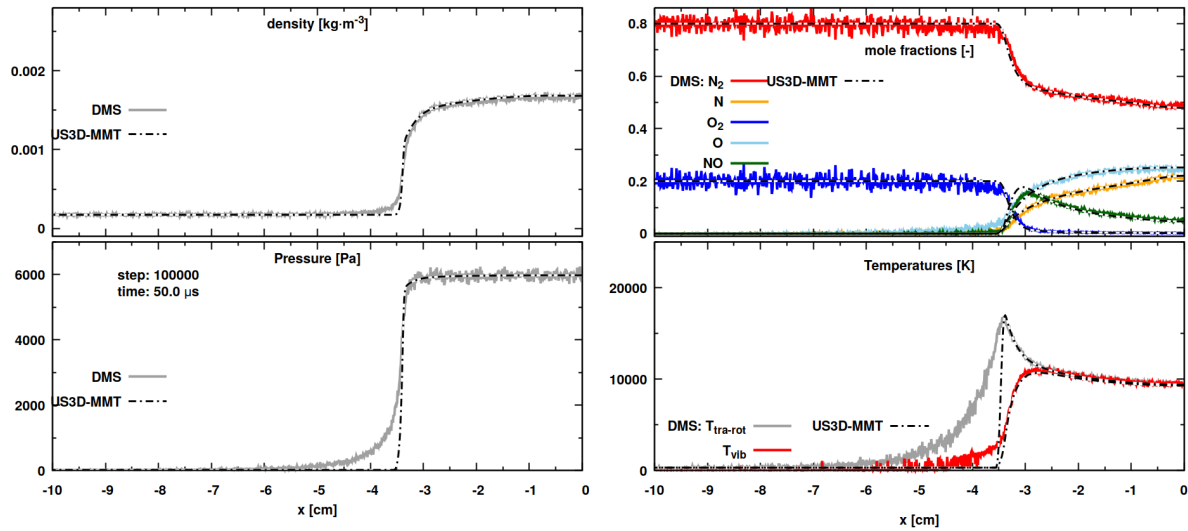 density [kg·m-3]
0.002
DMS
US3D-MMT
0.001
0
Pressure [Pa]
6000
step: 100000
time: 50.0 µs
4000
DMS
US3D-MMT
2000
0
-10 -9 -8 -7 -6 -5 -4 -3 -2 -1 0
x [cm]
0.8
mole fractions [-]
0.6
DMS: N2 US3D-MMT
N
0.4
O2
O
NO
0.2
0
Temperatures [K]
20000
10000
DMS: Ttra-rot US3D-MMT
Tvib
0
-10 -9 -8 -7 -6 -5 -4 -3 -2 -1 0
x [cm]